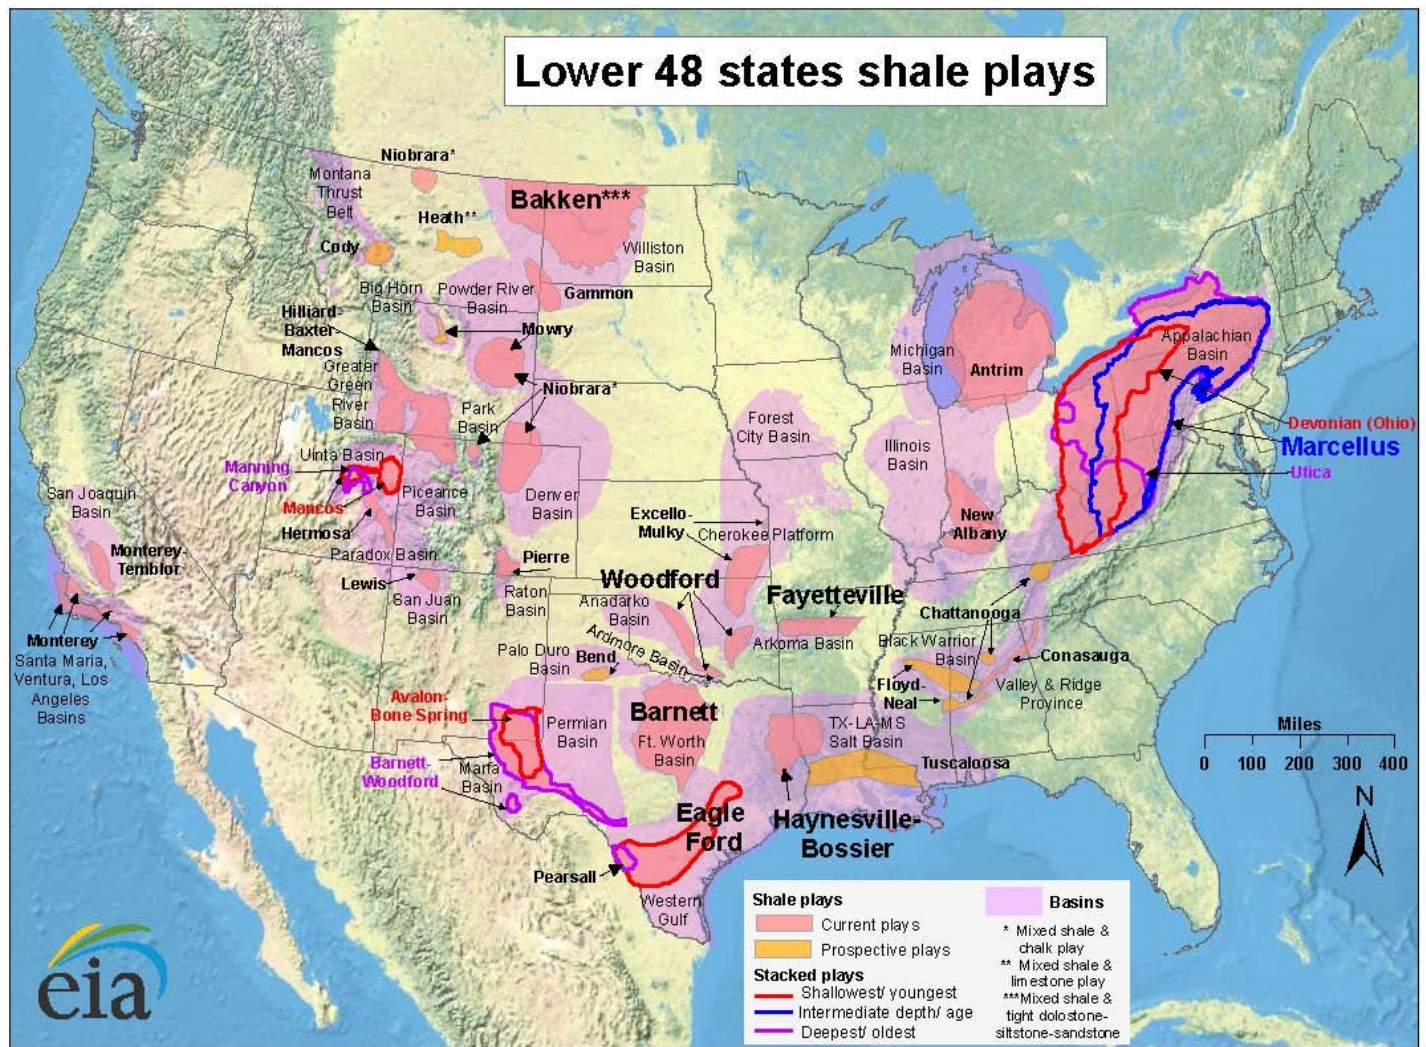 Lower 48 states shale plays
Niobrara*
Montana
Thrust
Belt
Bakken***
Heath**
Cody
Williston
Basin
Big Horn
Basin
Powder River
Basin
Gammon
Hilliard-
Baxter-
Mancos
Mowry
Greater
Green
River
Basin
Niobrara*
Park
Basin
Michigan
Basin
Antrim
Appalachian
Basin
Devonian (Ohio)
Marcellus
Utica
Forest
City Basin
Illinois
Basin
Uinta Basin
Manning
Canyon
Mancos
Piceance
Basin
Denver
Basin
Hermosa
Paradox Basin
San Joaquin
Basin
Monterey-
Temblor
Excello-
Mulky
Cherokee Platform
New
Albany
Lewis
San Juan
Basin
Pierre
Raton
Basin
Woodford
Anadarko
Basin
Fayetteville
Arkoma Basin
Ardmore Basin
Chattanooga
Black Warrior
Basin
Conasauga
Floyd-
Neal
Valley & Ridge
Province
Monterey
Santa Maria,
Ventura, Los
Angeles
Basins
Palo Duro
Basin
Bend
Avalon-
Bone Spring
Permian
Basin
Barnett
Ft. Worth
Basin
TX-LA-MS
Salt Basin
Tuscaloosa
Barnett-
Woodford
Marfa
Basin
Eagle
Ford
Haynesville-
Bossier
Pearsall
Western
Gulf
Miles
0 100 200 300 400
N
Shale plays
Current plays
Prospective plays
Stacked plays
Shallowest/ youngest
Intermediate depth/ age
Deepest/ oldest
Basins
* Mixed shale &
chalk play
** Mixed shale &
limestone play
***Mixed shale &
tight dolostone-
siltstone-sandstone
eia